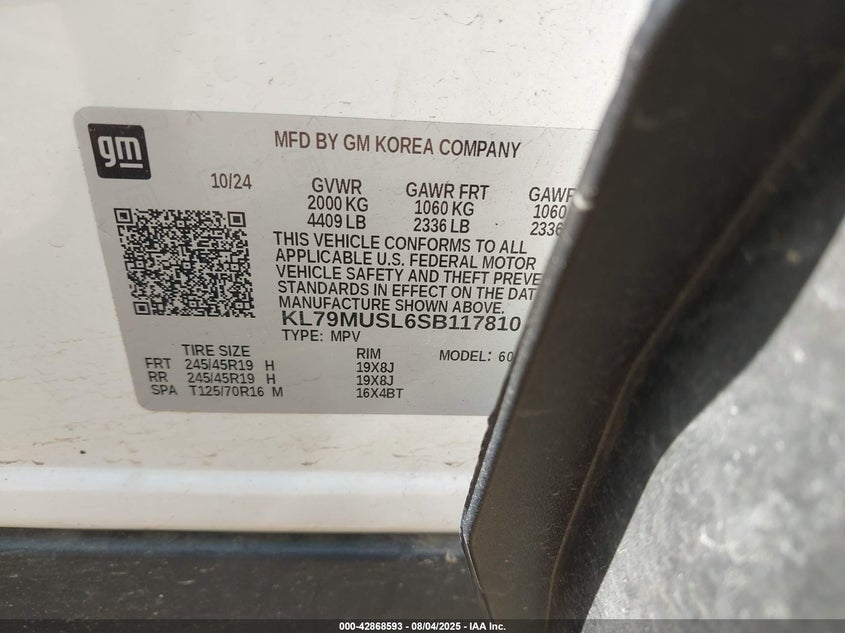 gm
MFD BY GM KOREA COMPANY
10/24
GVWR GAWR FRT
2000 KG 1060 KG 1060
4409 LB 2336 LB 2336
THIS VEHICLE CONFORMS TO ALL
APPLICABLE U.S. FEDERAL MOTOR
VEHICLE SAFETY AND THEFT
STANDARDS IN EFFECT ON THE
MANUFACTURE SHOWN ABOVE.
KL79MUSL6SB117810
TYPE: MPV
TIRE SIZE RIM MODEL:
FRT 245/45R19 H 19X8J
RR 245/45R19 H 19X8J
SPA T125/70R16 M 16X4BT
000-42868593 - 08/04/2025 - IAA Inc.